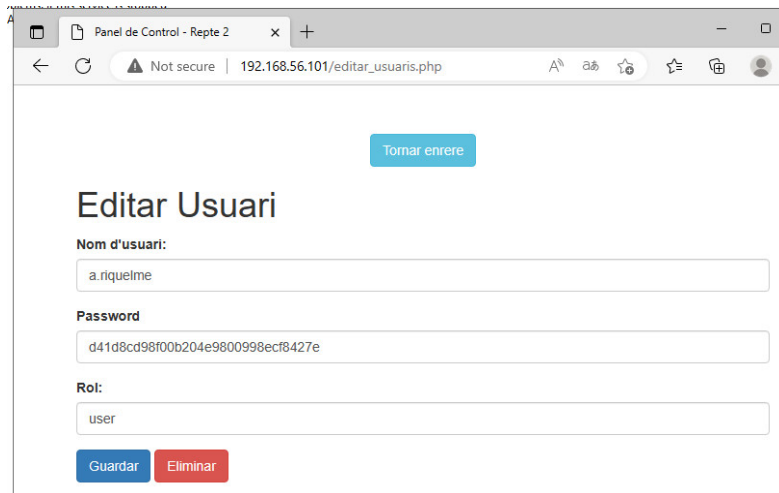 Panel de Control - Repte 2
Not secure | 192.168.56.101/editar_usuaris.php
Tornar enrere
Editar Usuari
Nom d'usuari:
a.riquelme
Password
d41d8cd98f00b204e9800998ecf8427e
Rol:
user
Guardar Eliminar